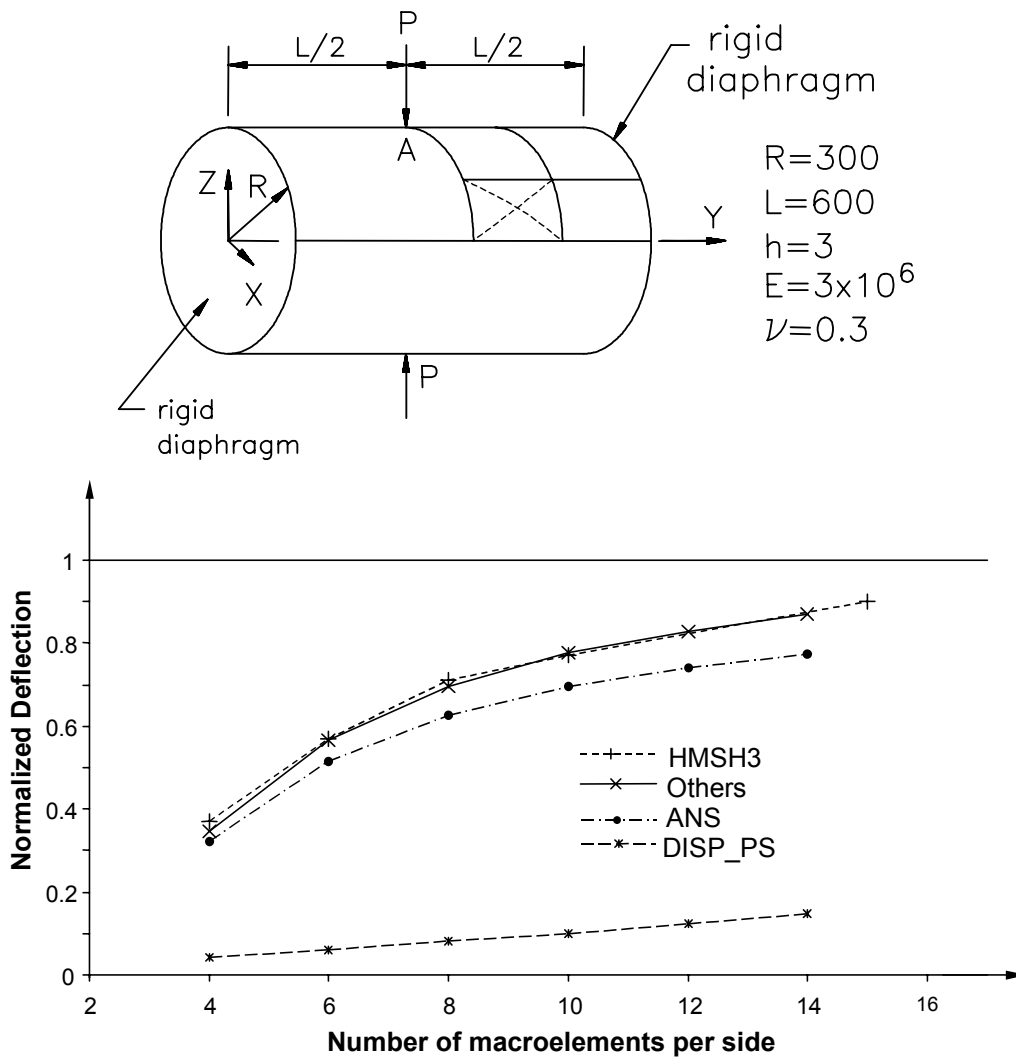 P
L/2
L/2
rigid
diaphragm
A
Z
R
Y
X
R=300
L=600
h=3
E=3x10⁶
ν=0.3
P
rigid
diaphragm
1
0.8
0.6
0.4
0.2
0
Normalized Deflection
HMSH3
Others
ANS
DISP_PS
2
4
6
8
10
12
14
16
Number of macroelements per side